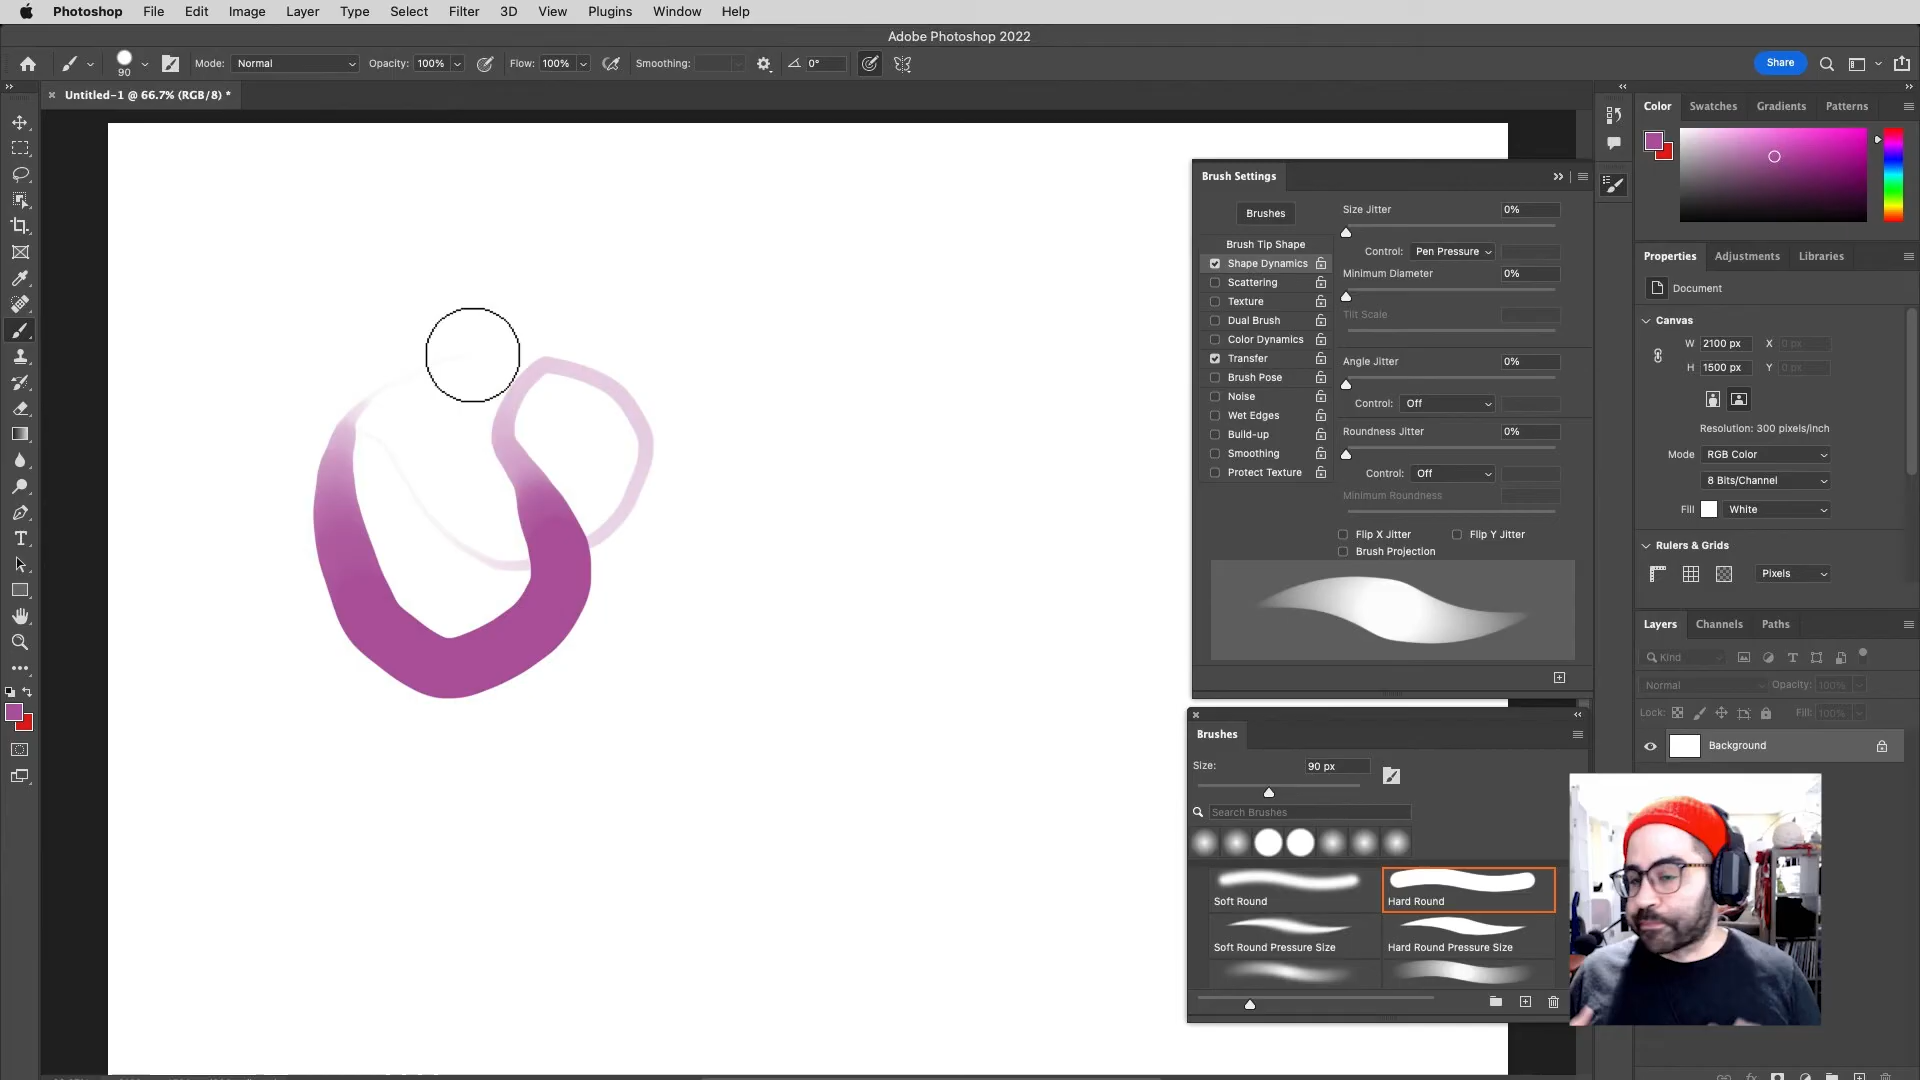 Photoshop File Edit Image Layer Type Select Filter 3D View Plugins Window Help
Adobe Photoshop 2022
90 Mode: Normal Opacity: 100% Flow: 100% Smoothing: 0° Share
Untitled-1 @ 66.7% (RGB/8) *
Color Swatches Gradients Patterns
Brush Settings
Brushes
Brush Tip Shape
Shape Dynamics
Scattering
Texture
Dual Brush
Color Dynamics
Transfer
Brush Pose
Noise
Wet Edges
Build-up
Smoothing
Protect Texture
Size Jitter 0%
Control: Pen Pressure
Minimum Diameter 0%
Tilt Scale
Angle Jitter 0%
Control: Off
Roundness Jitter 0%
Control: Off
Minimum Roundness
Flip X Jitter Flip Y Jitter
Brush Projection
Brushes
Size: 90 px
Search Brushes
Soft Round Hard Round
Soft Round Pressure Size Hard Round Pressure Size
Properties Adjustments Libraries
Document
Canvas
W 2100 px X 0 px
H 1500 px Y 0 px
Resolution: 300 pixels/inch
Mode RGB Color
8 Bits/Channel
Fill White
Rulers & Grids
Pixels
Layers Channels Paths
Kind
Normal Opacity: 100%
Lock: Fill: 100%
Background